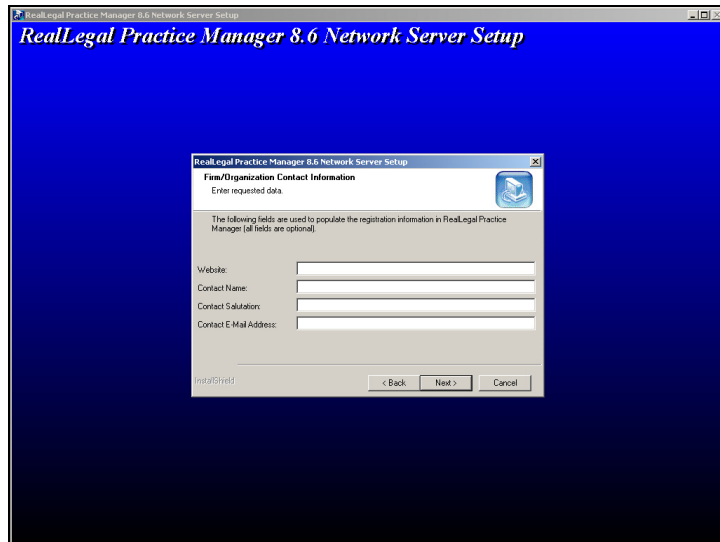 RealLegal Practice Manager 8.6 Network Server Setup
RealLegal Practice Manager 8.6 Network Server Setup
RealLegal Practice Manager 8.6 Network Server Setup
Firm/Organization Contact Information
Enter requested data.
The following fields are used to populate the registration information in RealLegal Practice
Manager (all fields are optional).
Website:
Contact Name:
Contact Salutation:
Contact E-Mail Address:
InstallShield
< Back Next > Cancel